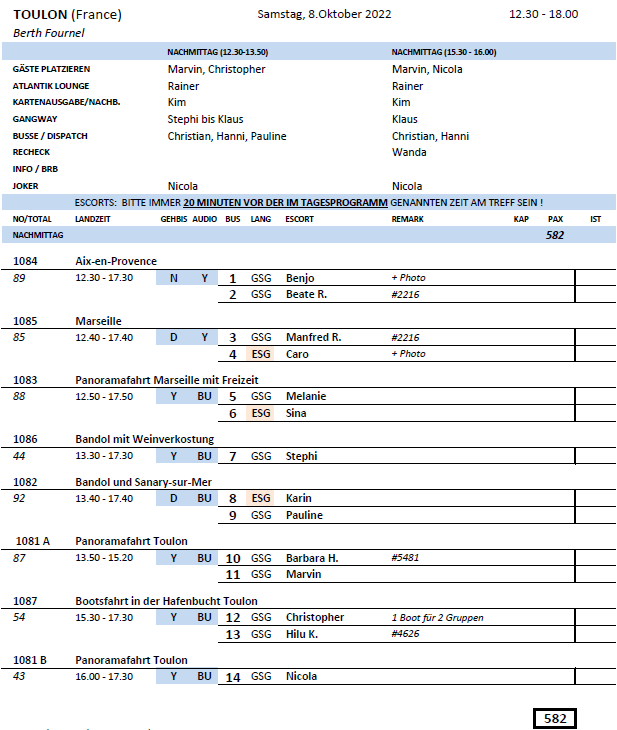 TOULON (France) Samstag, 8.Oktober 2022 12.30 - 18.00
Berth Fournel
NACHMITTAG (12.30-13.50) NACHMITTAG (15.30 - 16.00)
GÄSTE PLATZIEREN Marvin, Christopher Marvin, Nicola
ATLANTIK LOUNGE Rainer Rainer
KARTENAUSGABE/NACHB. Kim Kim
GANGWAY Stephi bis Klaus Klaus
BUSSE / DISPATCH Christian, Hanni, Pauline Christian, Hanni
RECHECK Wanda
INFO / BRB
JOKER Nicola Nicola
ESCORTS: BITTE IMMER 20 MINUTEN VOR DER IM TAGESPROGRAMM GENANNTEN ZEIT AM TREFF SEIN !
NO/TOTAL LANDZEIT GEHBIS AUDIO BUS LANG ESCORT REMARK KAP PAX IST
NACHMITTAG 582
1084 Aix-en-Provence
89 12.30 - 17.30 N Y 1 GSG Benjo + Photo
2 GSG Beate R. #2216
1085 Marseille
85 12.40 - 17.40 D Y 3 GSG Manfred R. #2216
4 ESG Caro + Photo
1083 Panoramafahrt Marseille mit Freizeit
88 12.50 - 17.50 Y BU 5 GSG Melanie
6 ESG Sina
1086 Bandol mit Weinverkostung
44 13.30 - 17.30 Y BU 7 GSG Stephi
1082 Bandol und Sanary-sur-Mer
92 13.40 - 17.40 D BU 8 ESG Karin
9 GSG Pauline
1081 A Panoramafahrt Toulon
87 13.50 - 15.20 Y BU 10 GSG Barbara H. #5481
11 GSG Marvin
1087 Bootsfahrt in der Hafenbucht Toulon
54 15.30 - 17.30 Y BU 12 GSG Christopher 1 Boot für 2 Gruppen
13 GSG Hilu K. #4626
1081 B Panoramafahrt Toulon
43 16.00 - 17.30 Y BU 14 GSG Nicola
582